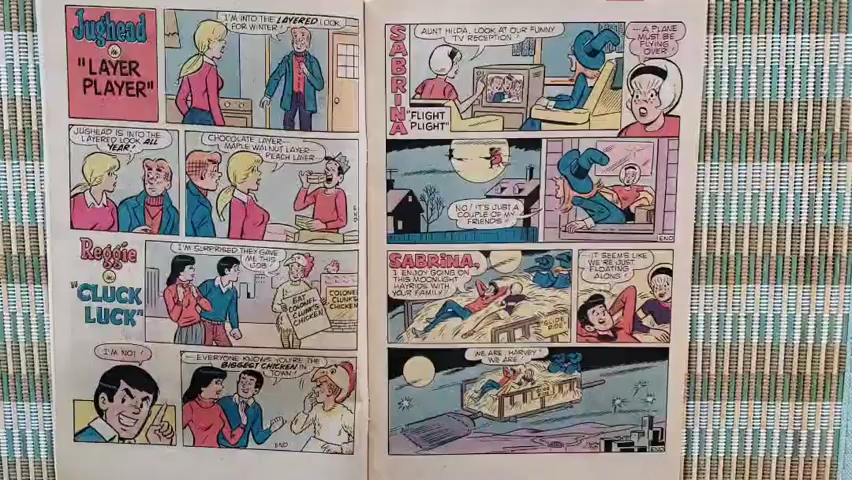 Jughead
in
"LAYER
PLAYER"
I'M INTO THE LAYERED LOOK
FOR WINTER!
JUGHEAD IS INTO THE
LAYERED LOOK ALL
YEAR!
CHOCOLATE LAYER--
MAPLE WALNUT LAYER--
PEACH LAYER--
END
Reggie
in
"CLUCK
LUCK"
I'M SURPRISED THEY GAVE
ME THIS
JOB!
EAT
COLONEL
CLUNK'S
CHICKEN
COLONEL
CLUNK'S
CHICKEN
I'M NOT!
--EVERYONE KNOWS YOU'RE THE
BIGGEST CHICKEN IN
TOWN!
END
SABRINA
"FLIGHT
PLIGHT"
AUNT HILDA, LOOK AT OUR FUNNY
TV RECEPTION!
--A PLANE
MUST BE
FLYING
OVER!
NO! IT'S JUST A
COUPLE OF MY
FRIENDS!
END
SABRINA,
I ENJOY GOING ON
THIS MOONLIGHT
HAYRIDE WITH
YOUR FAMILY!
"GLIDE
RIDE"
--IT SEEMS LIKE
WE'RE JUST
FLOATING
ALONG!
WE ARE, HARVEY!
WE ARE!
END